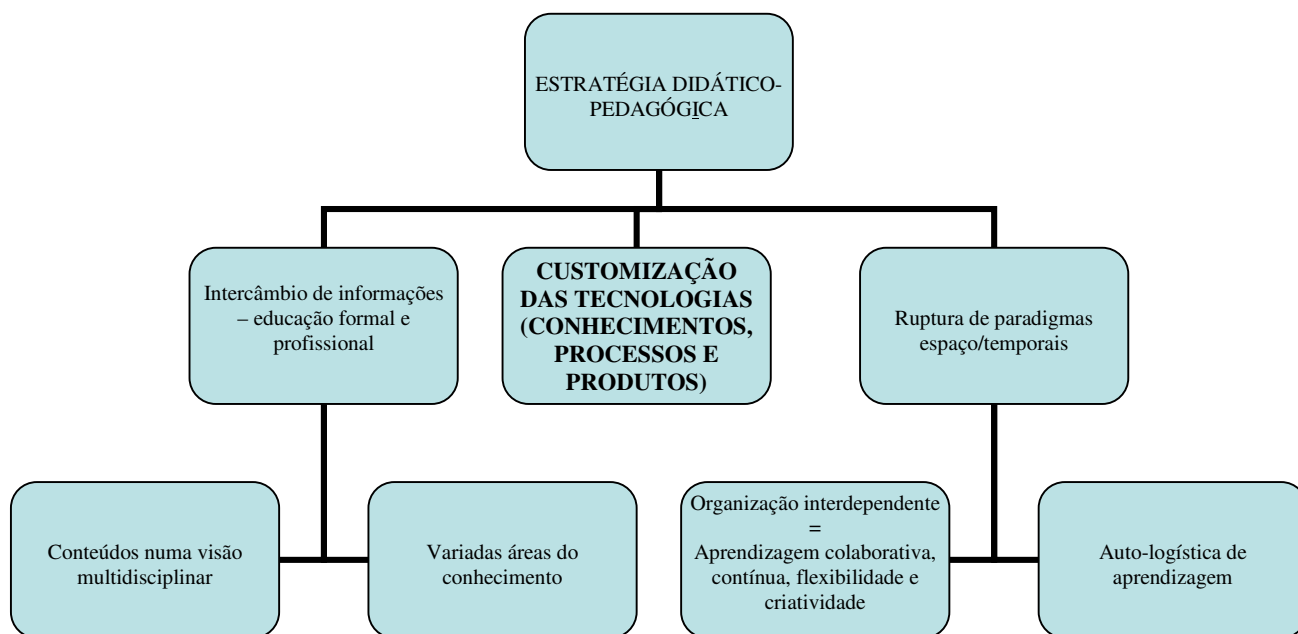 ESTRATÉGIA DIDÁTICO-
PEDAGÓGICA
Intercâmbio de informações
– educação formal e
profissional
CUSTOMIZAÇÃO
DAS TECNOLOGIAS
(CONHECIMENTOS,
PROCESSOS E
PRODUTOS)
Ruptura de paradigmas
espaço/temporais
Conteúdos numa visão
multidisciplinar
Variadas áreas do
conhecimento
Organização interdependente
=
Aprendizagem colaborativa,
contínua, flexibilidade e
criatividade
Auto-logística de
aprendizagem